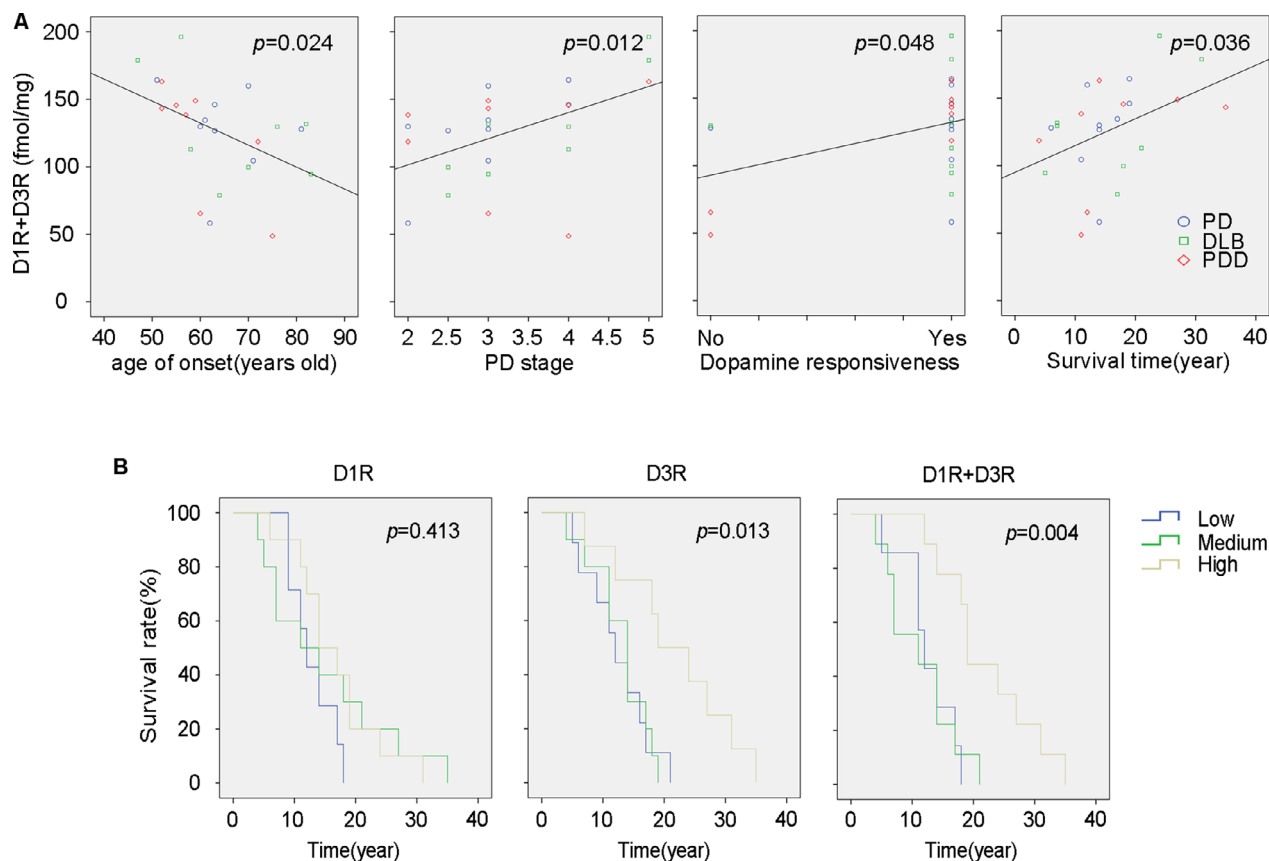 A
D1R+D3R (fmol/mg)
200
150
100
50
0
p=0.024
40 50 60 70 80 90
age of onset(years old)
p=0.012
2 2.5 3 3.5 4 4.5 5
PD stage
p=0.048
No Yes
Dopamine responsiveness
p=0.036
PD
DLB
PDD
0 10 20 30 40
Survival time(year)
B
D1R
Survival rate(%)
100
80
60
40
20
0
p=0.413
0 10 20 30 40
Time(year)
D3R
p=0.013
0 10 20 30 40
Time(year)
D1R+D3R
p=0.004
0 10 20 30 40
Time(year)
Low
Medium
High